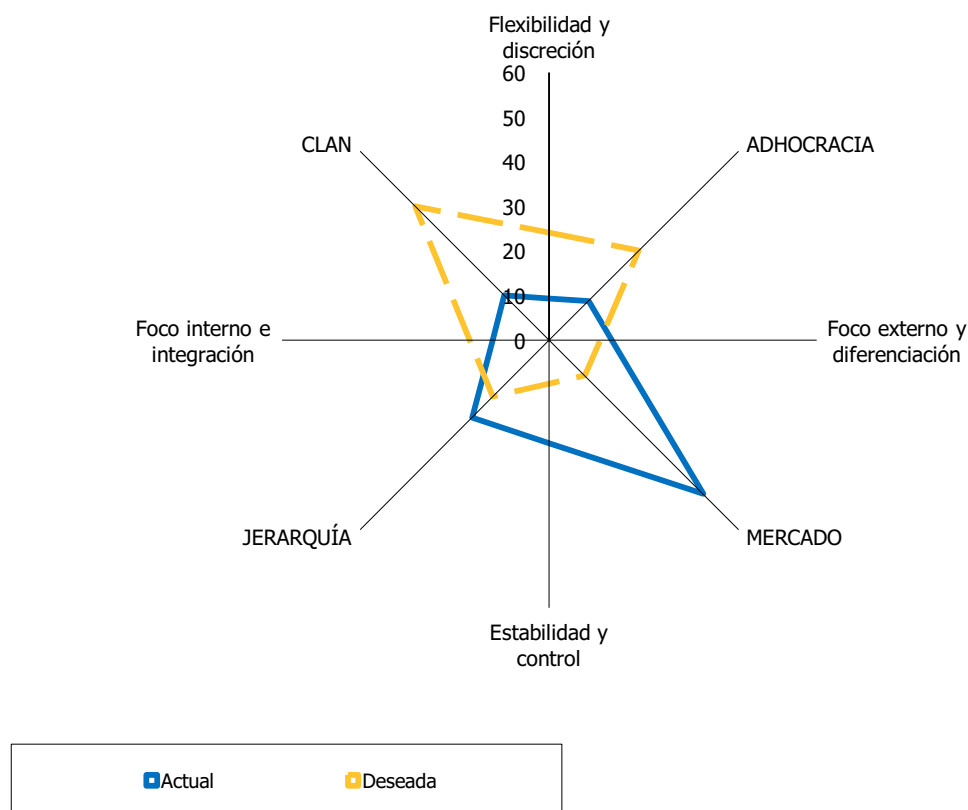 Flexibilidad y
discreción
60
50
CLAN
ADHOCRACIA
40
30
20
10
Foco interno e
integración
0
Foco externo y
diferenciación
JERARQUÍA
MERCADO
Estabilidad y
control
Actual
Deseada